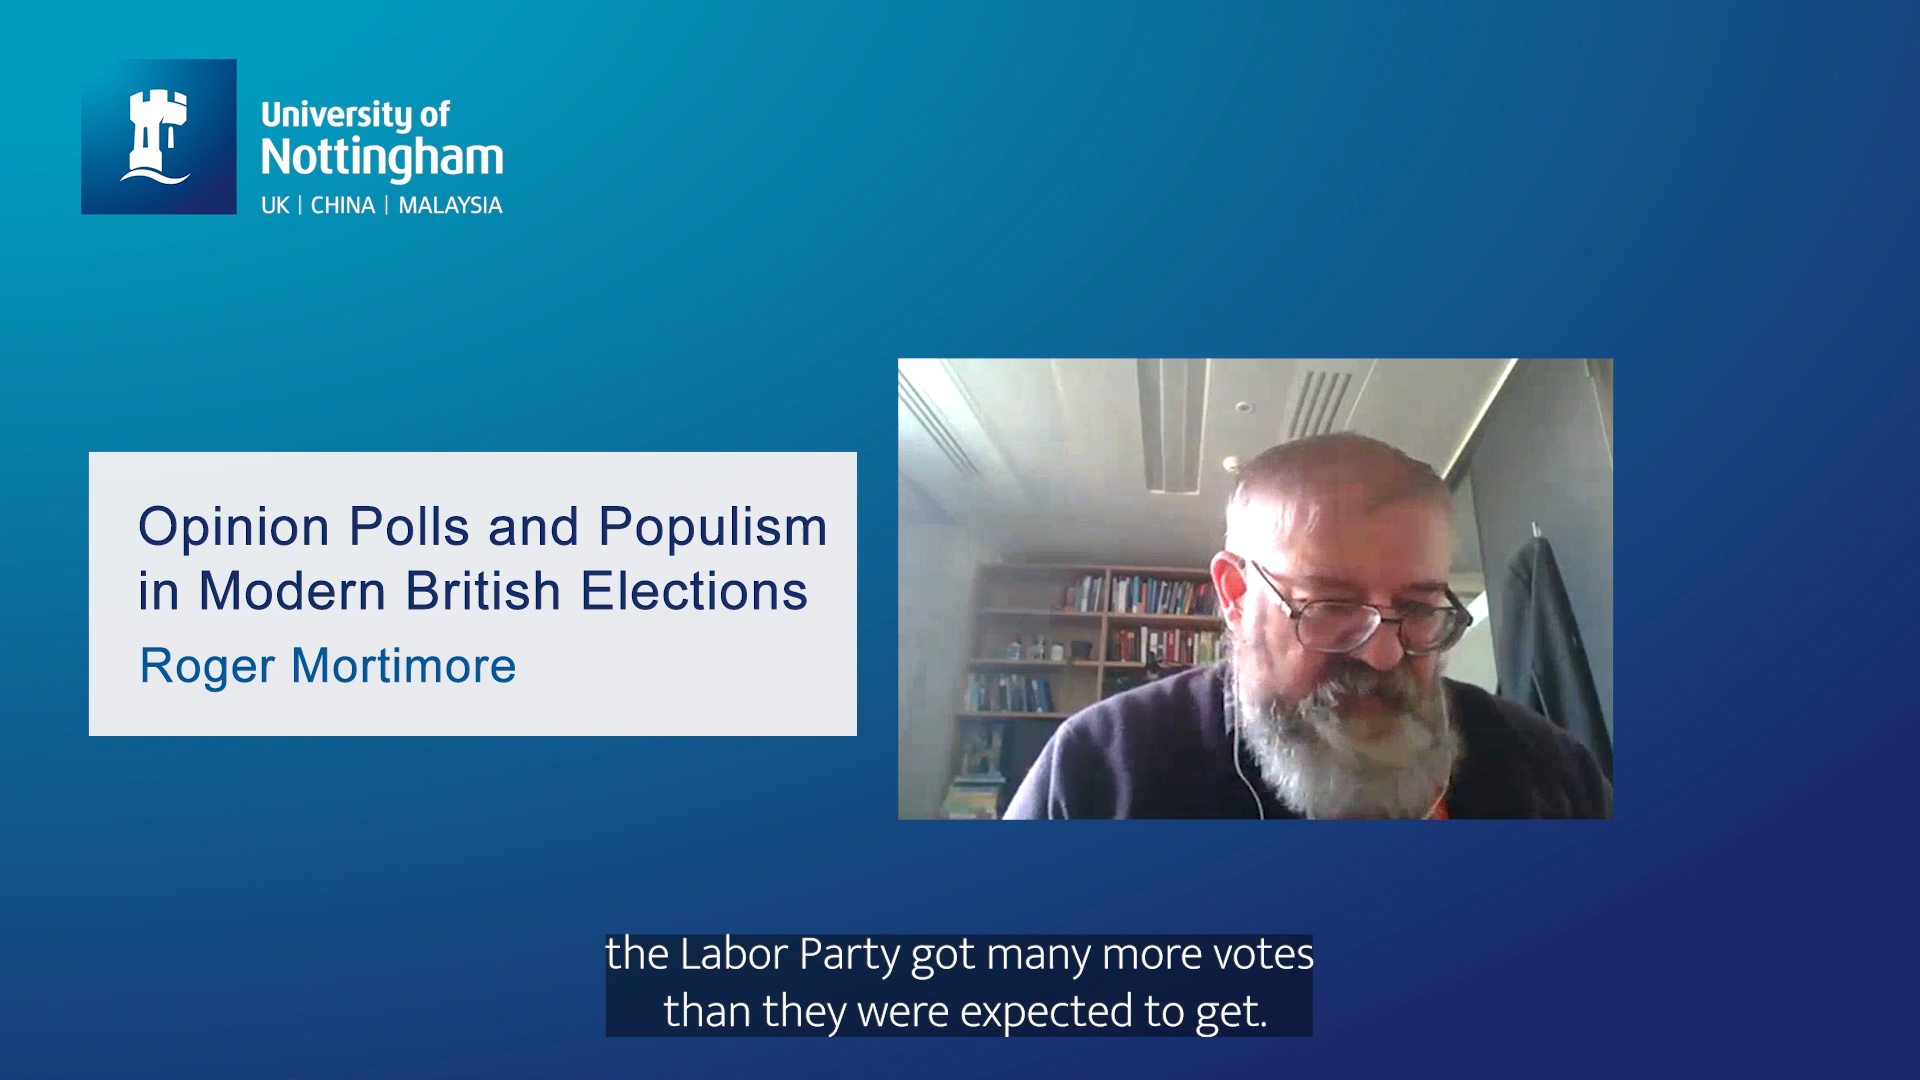 University of
Nottingham
UK | CHINA | MALAYSIA
Opinion Polls and Populism
in Modern British Elections
Roger Mortimore
the Labor Party got many more votes
than they were expected to get.